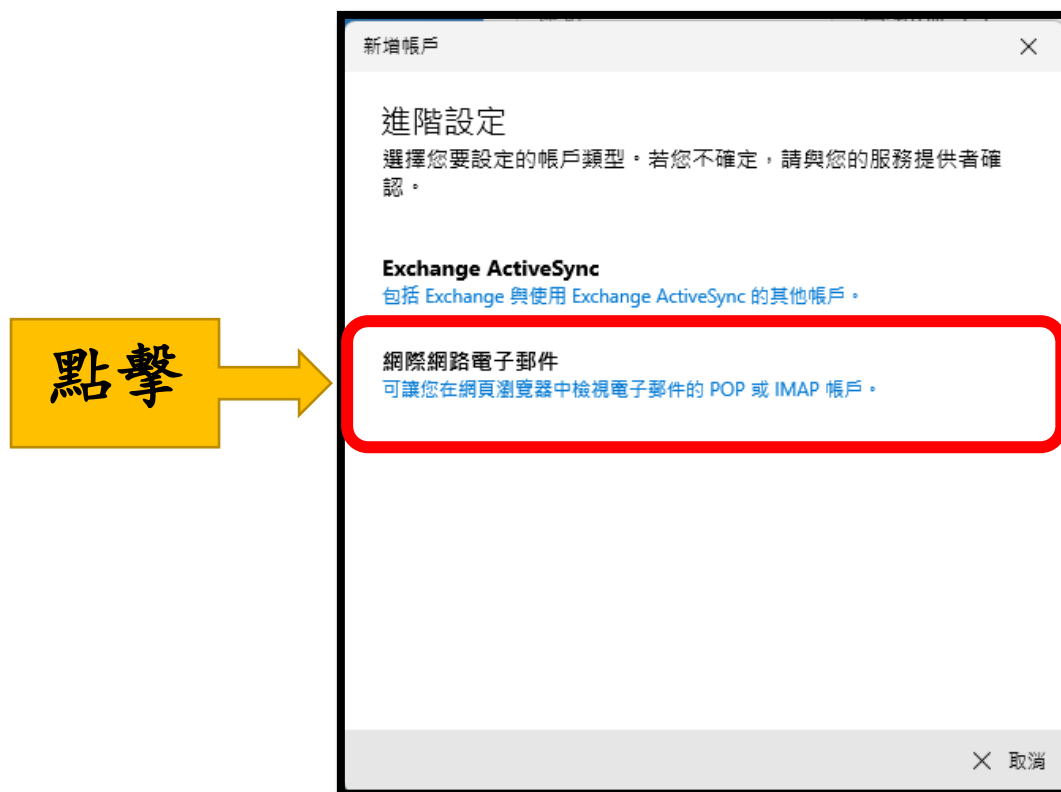 新增帳戶
進階設定
選擇您要設定的帳戶類型。若您不確定，請與您的服務提供者確
認。
Exchange ActiveSync
包括 Exchange 與使用 Exchange ActiveSync 的其他帳戶。
點擊
網際網路電子郵件
可讓您在網頁瀏覽器中檢視電子郵件的 POP 或 IMAP 帳戶。
取消